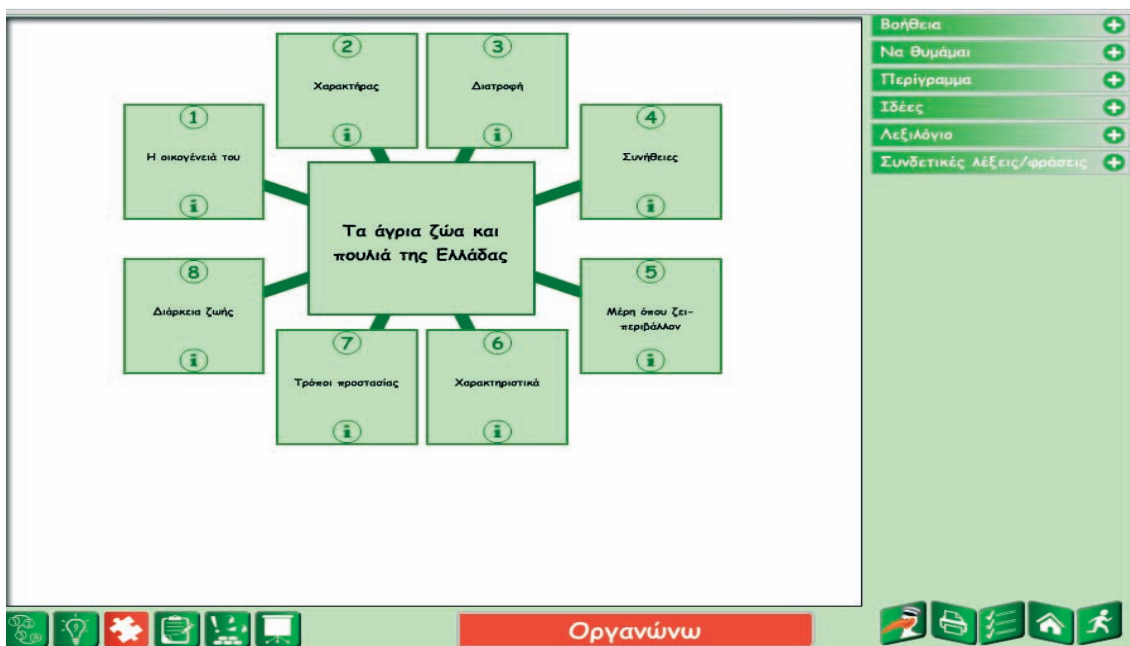 1
Η οικογένειά του
i
2
Χαρακτήρας
i
3
Διατροφή
i
4
Συνήθειες
i
Τα άγρια ζώα και
πουλιά της Ελλάδας
5
Μέρη όπου ζει-
περιβάλλον
i
6
Χαρακτηριστικά
i
7
Τρόποι προστασίας
i
8
Διάρκεια ζωής
i
Βοήθεια
Να θυμάμαι
Περίγραμμα
Ιδέες
Λεξιλόγιο
Συνδετικές λέξεις/φράσεις
Οργανώνω